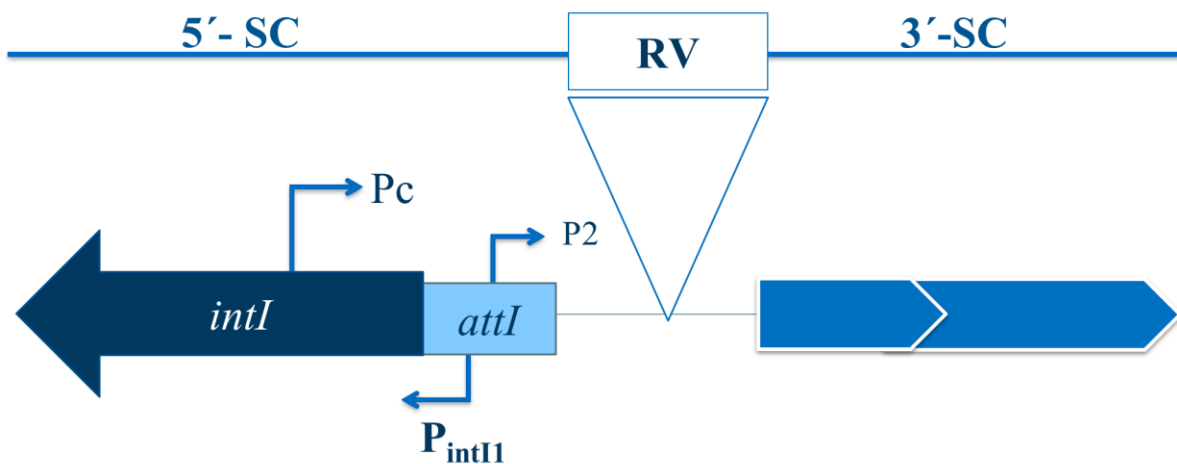 5´- SC
RV
3´-SC
Pc
P2
intI
attI
PintI1